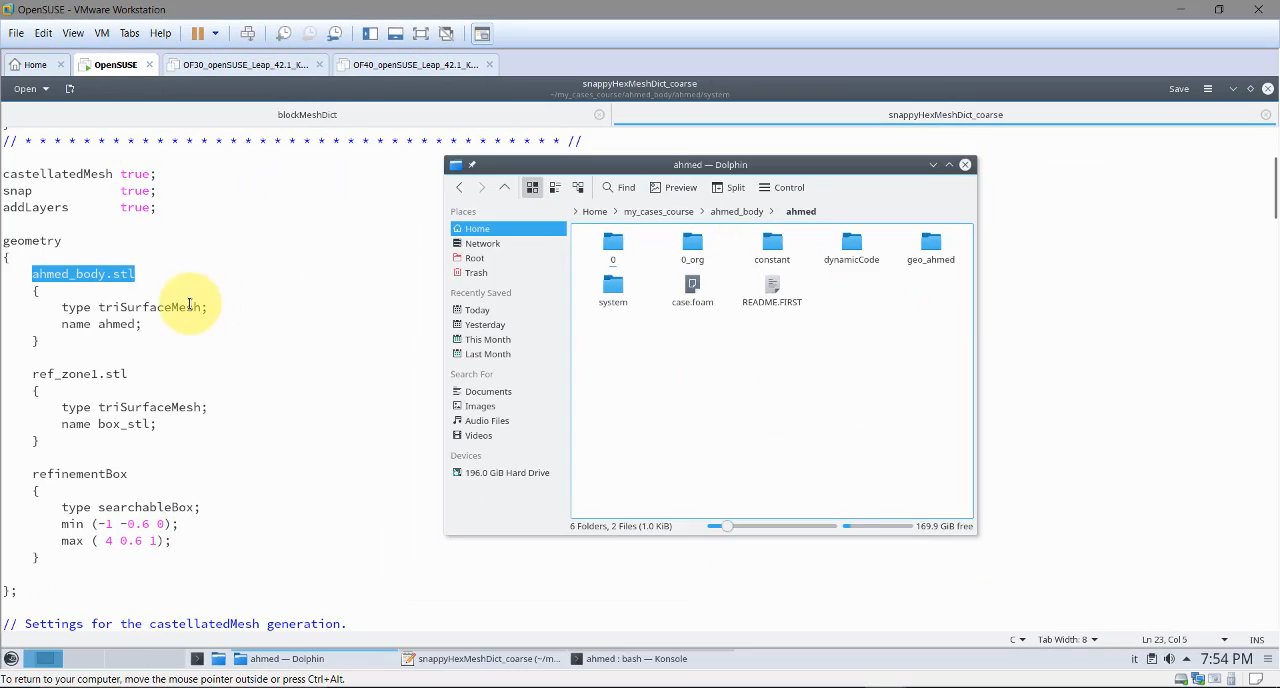 OpenSUSE - VMware Workstation
File Edit View VM Tabs Help
Home OpenSUSE OF30_openSUSE_Leap_42.1_K... OF40_openSUSE_Leap_42.1_K...
Open snappyHexMeshDict_coarse Save
~/my_cases_course/ahmed_body/ahmed/system
blockMeshDict snappyHexMeshDict_coarse
// * * * * * * * * * * * * * * * * * * * * * * * * * * * * * * * * * * * * * //
castellatedMesh true;
snap true;
addLayers true;
geometry
{
ahmed_body.stl
{
type triSurfaceMesh;
name ahmed;
}
ref_zone1.stl
{
type triSurfaceMesh;
name box_stl;
}
refinementBox
{
type searchableBox;
min (-1 -0.6 0);
max ( 4 0.6 1);
}
};
// Settings for the castellatedMesh generation.
ahmed — Dolphin
Find Preview Split Control
Places
Home
Network
Root
Trash
Recently Saved
Today
Yesterday
This Month
Last Month
Search For
Documents
Images
Audio Files
Videos
Devices
196.0 GiB Hard Drive
Home my_cases_course ahmed_body ahmed
0 0_org constant dynamicCode geo_ahmed
system case.foam README.FIRST
6 Folders, 2 Files (1.0 KiB) 169.9 GiB free
C Tab Width: 8 Ln 23, Col 5 INS
ahmed — Dolphin snappyHexMeshDict_coarse (~/m... ahmed : bash — Konsole it 7:54 PM
To return to your computer, move the mouse pointer outside or press Ctrl+Alt.